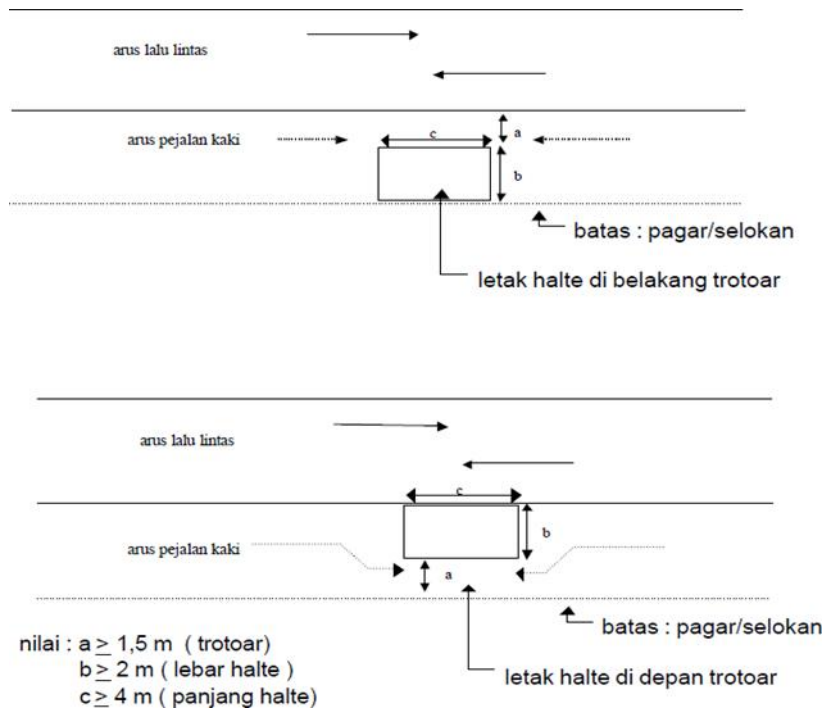 arus lalu lintas
arus pejalan kaki
c
a
b
batas : pagar/selokan
letak halte di belakang trotoar
arus lalu lintas
c
arus pejalan kaki
b
a
batas : pagar/selokan
letak halte di depan trotoar
nilai : a ≥ 1,5 m ( trotoar)
b ≥ 2 m ( lebar halte )
c ≥ 4 m ( panjang halte)